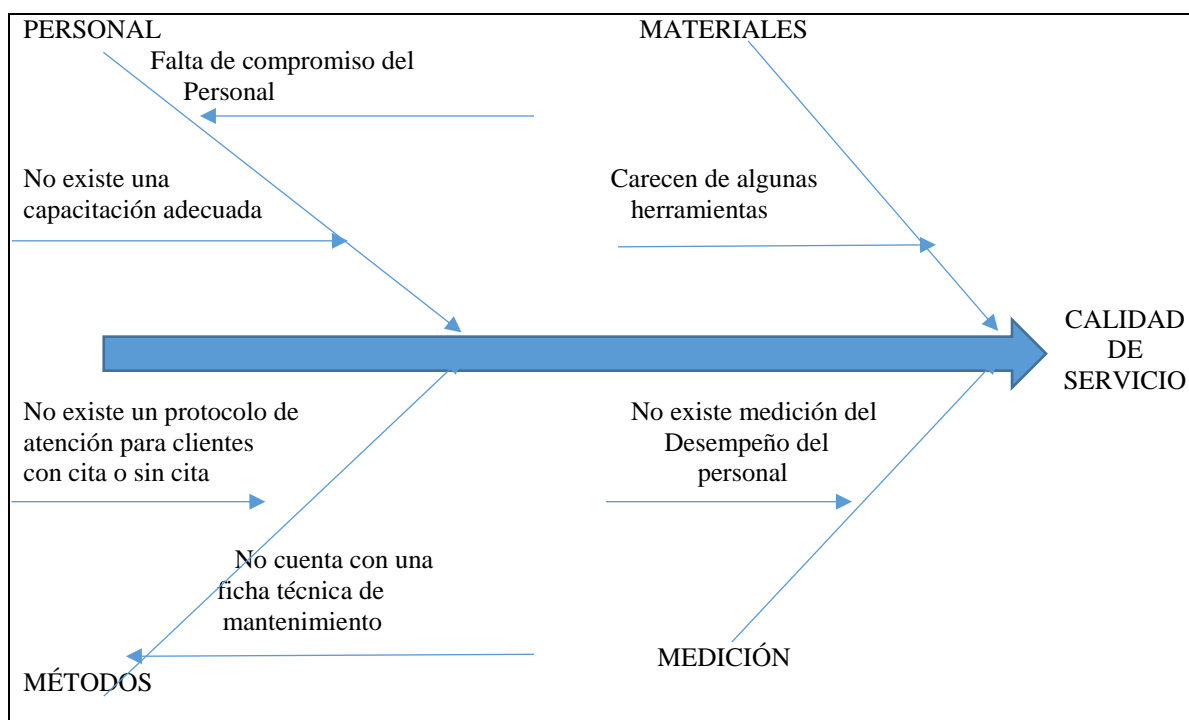 PERSONAL
MATERIALES
Falta de compromiso del
Personal
No existe una
capacitación adecuada
Carecen de algunas
herramientas
CALIDAD
DE
SERVICIO
No existe un protocolo de
atención para clientes
con cita o sin cita
No existe medición del
Desempeño del
personal
No cuenta con una
ficha técnica de
mantenimiento
MÉTODOS
MEDICIÓN